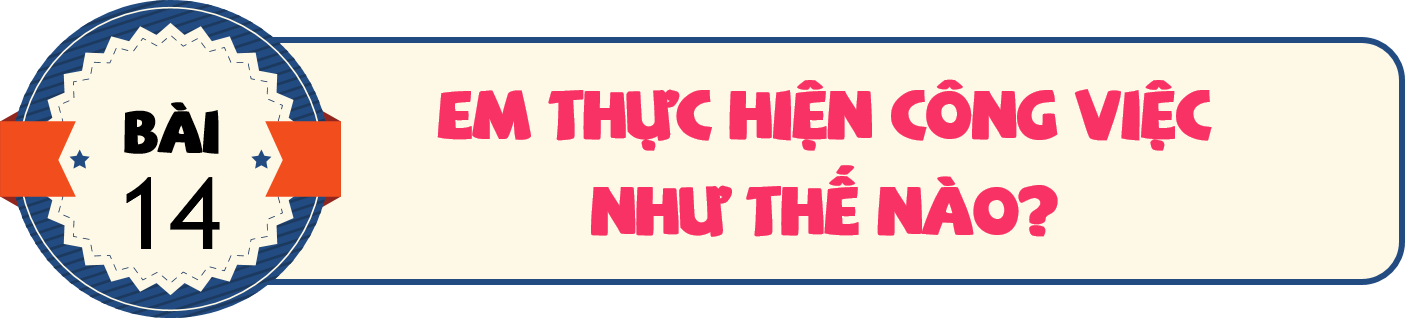 BÀI
14
EM THỰC HIỆN CÔNG VIỆC
NHƯ THẾ NÀO?